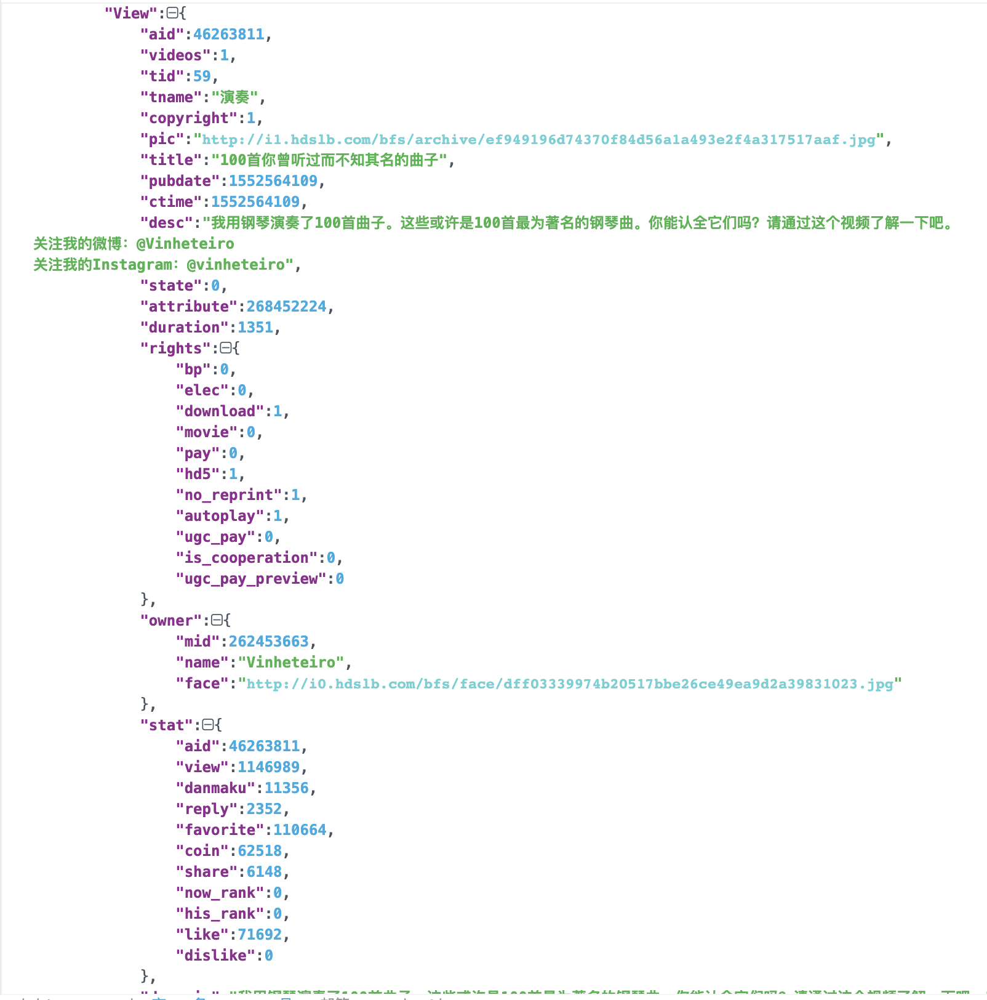 "View":{
"aid":46263811,
"videos":1,
"tid":59,
"tname":"演奏",
"copyright":1,
"pic":"http://i1.hdslb.com/bfs/archive/ef949196d74370f84d56a1a493e2f4a317517aaf.jpg",
"title":"100首你曾听过而不知其名的曲子",
"pubdate":1552564109,
"ctime":1552564109,
"desc":"我用钢琴演奏了100首曲子。这些或许是100首最为著名的钢琴曲。你能认全它们吗？请通过这个视频了解一下吧。
关注我的微博：@Vinheteiro
关注我的Instagram：@vinheteiro",
"state":0,
"attribute":268452224,
"duration":1351,
"rights":{
"bp":0,
"elec":0,
"download":1,
"movie":0,
"pay":0,
"hd5":1,
"no_reprint":1,
"autoplay":1,
"ugc_pay":0,
"is_cooperation":0,
"ugc_pay_preview":0
},
"owner":{
"mid":262453663,
"name":"Vinheteiro",
"face":"http://i0.hdslb.com/bfs/face/dff03339974b20517bbe26ce49ea9d2a39831023.jpg"
},
"stat":{
"aid":46263811,
"view":1146989,
"danmaku":11356,
"reply":2352,
"favorite":110664,
"coin":62518,
"share":6148,
"now_rank":0,
"his_rank":0,
"like":71692,
"dislike":0
},